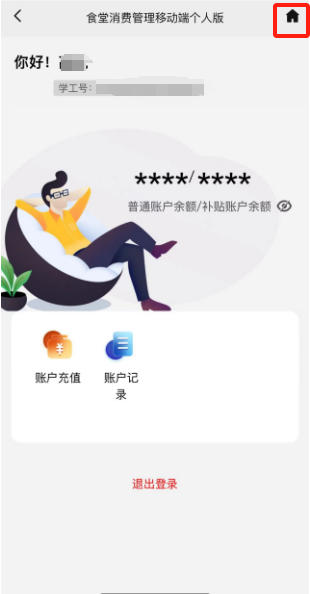 食堂消费管理移动端个人版
你好！
学工号：
****/****
普通账户余额/补贴账户余额
账户充值
账户记
录
退出登录